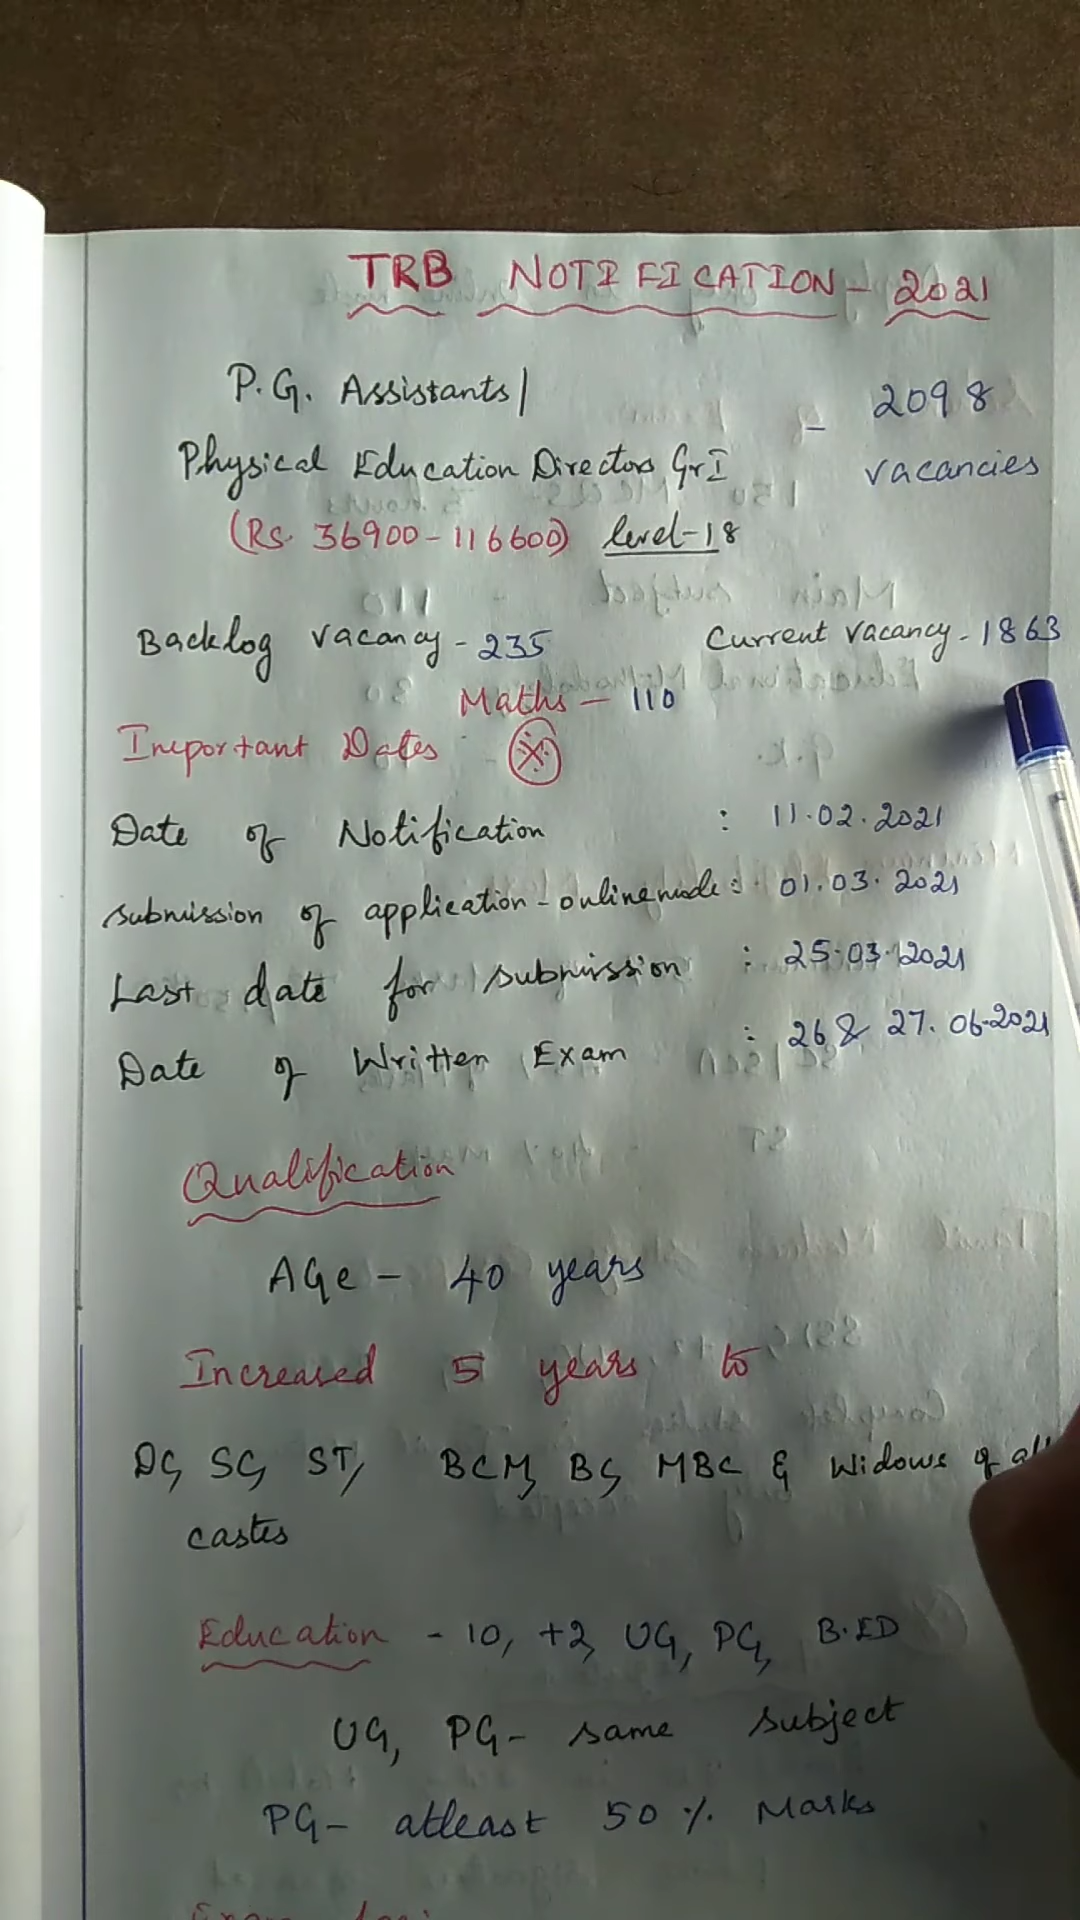 TRB NOTIFICATION - 2021
P.G. Assistants/
Physical Education Directors Gr I - 2098 vacancies
(Rs. 36900 - 116600) level-18
Backlog vacancy - 235 Current vacancy - 1863
Maths - 110
Important Dates :
Date of Notification : 11.02.2021
submission of application - online mode : 01.03.2021
Last date for submission : 25.03.2021
Date of Written Exam : 26 & 27.06.2021
Qualification
AGe - 40 years
Increased 5 years to
SC, ST, BCM, BC, MBC & Widows of all
castes
Education - 10, +2, UG, PG, B.ED
UG, PG - same subject
PG - atleast 50 % Marks